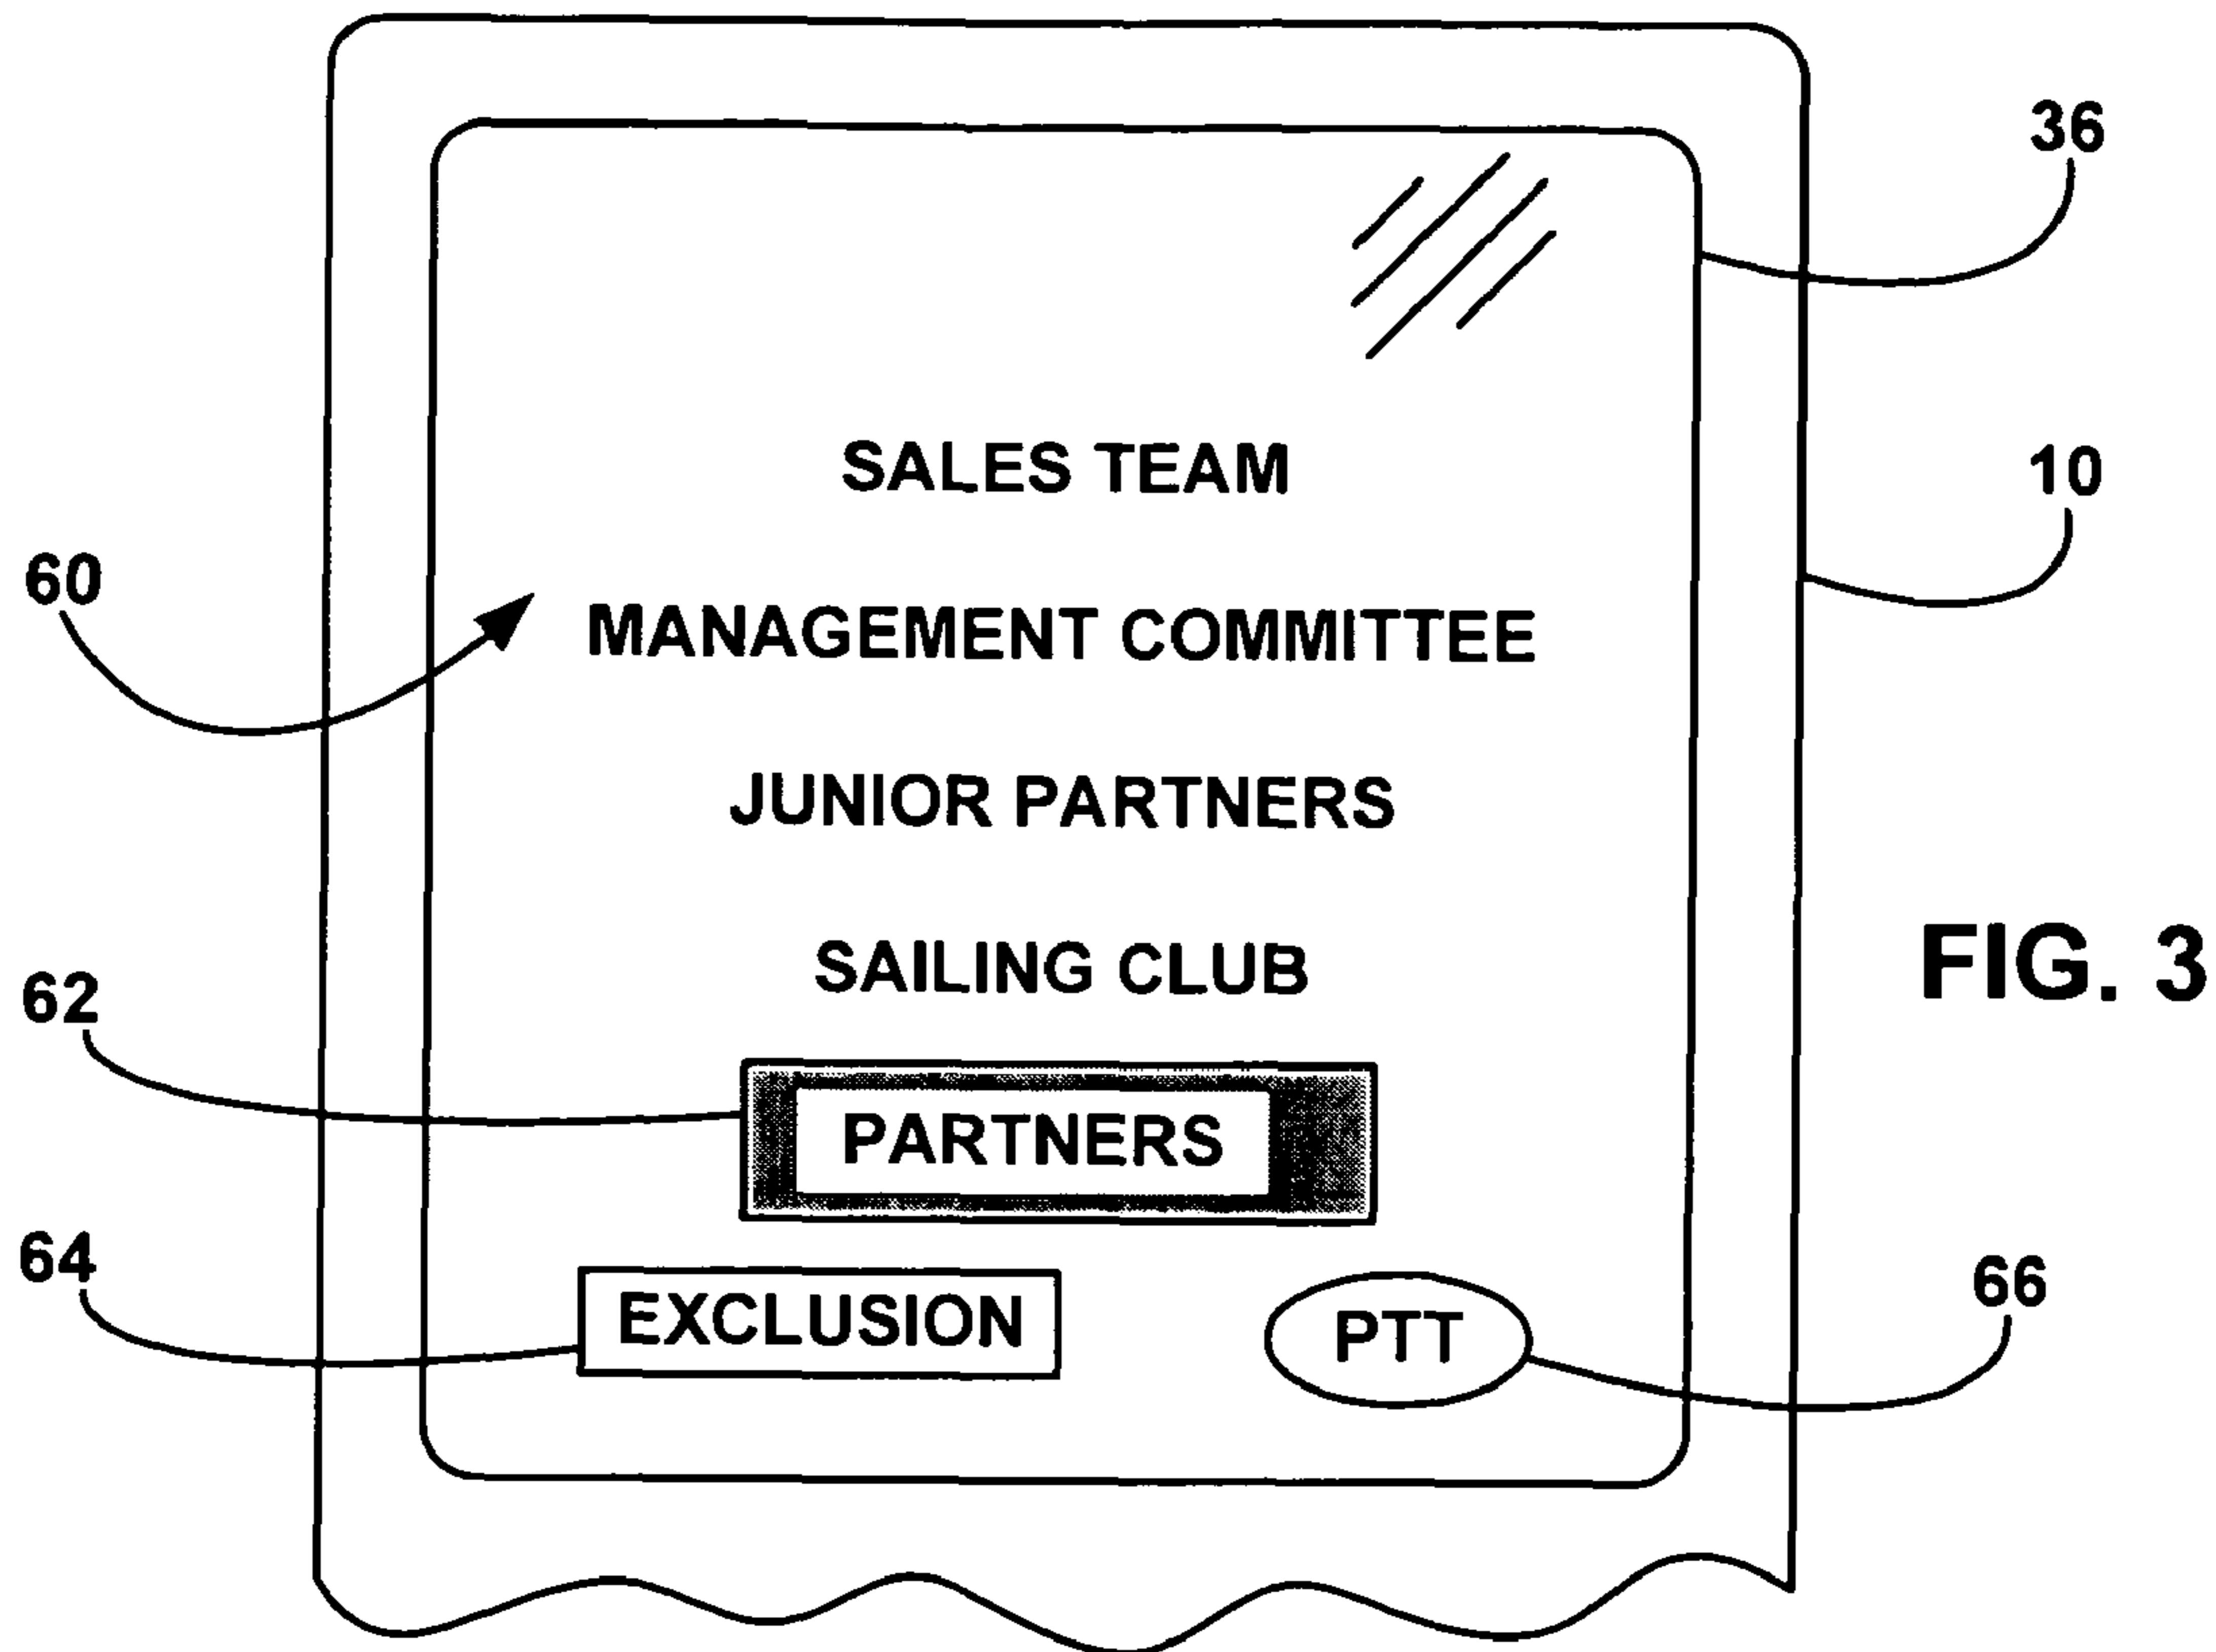 36
SALES TEAM
10
60
MANAGEMENT COMMITTEE
JUNIOR PARTNERS
SAILING CLUB
FIG. 3
62
PARTNERS
64
EXCLUSION
PTT
66